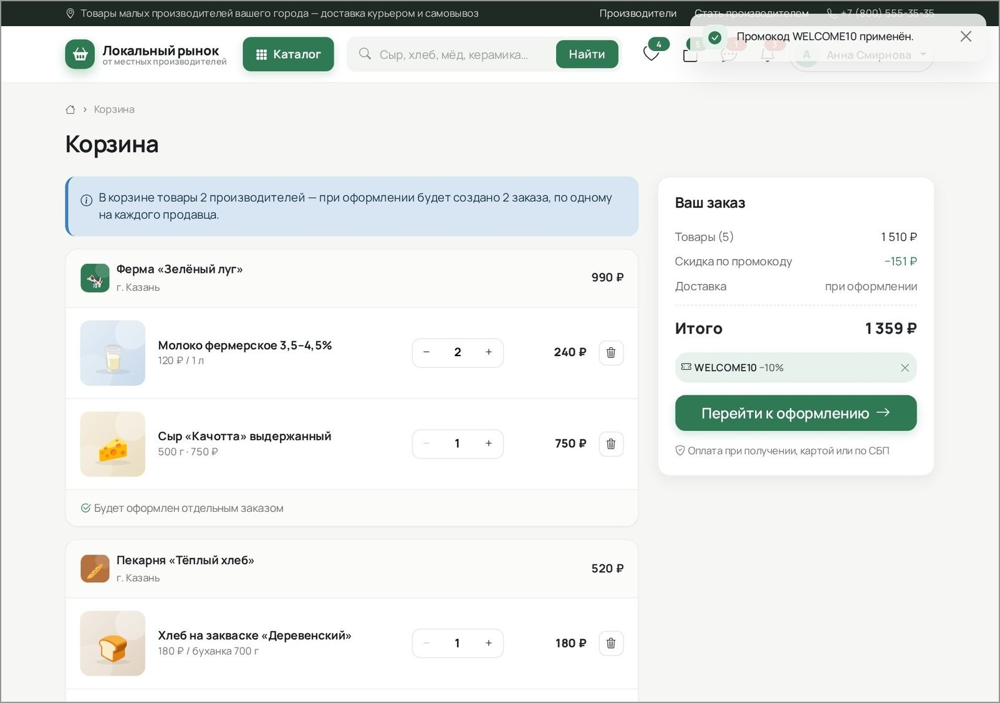 Товары малых производителей вашего города — доставка курьером и самовывоз
Производители
Стать производителем
+7 (800) 555-35-35
Промокод WELCOME10 применён.
Локальный рынок
от местных производителей
Каталог
Сыр, хлеб, мёд, керамика...
Найти
4
5
1
3
А
Анна Смирнова
Корзина
Корзина
В корзине товары 2 производителей — при оформлении будет создано 2 заказа, по одному
на каждого продавца.
Ферма «Зелёный луг»
г. Казань
990 ₽
Молоко фермерское 3,5–4,5%
120 ₽ / 1 л
− 2 +
240 ₽
Сыр «Качотта» выдержанный
500 г · 750 ₽
− 1 +
750 ₽
Будет оформлен отдельным заказом
Пекарня «Тёплый хлеб»
г. Казань
520 ₽
Хлеб на закваске «Деревенский»
180 ₽ / буханка 700 г
− 1 +
180 ₽
Ваш заказ
Товары (5) 1 510 ₽
Скидка по промокоду −151 ₽
Доставка при оформлении
Итого 1 359 ₽
WELCOME10 −10%
Перейти к оформлению →
Оплата при получении, картой или по СБП